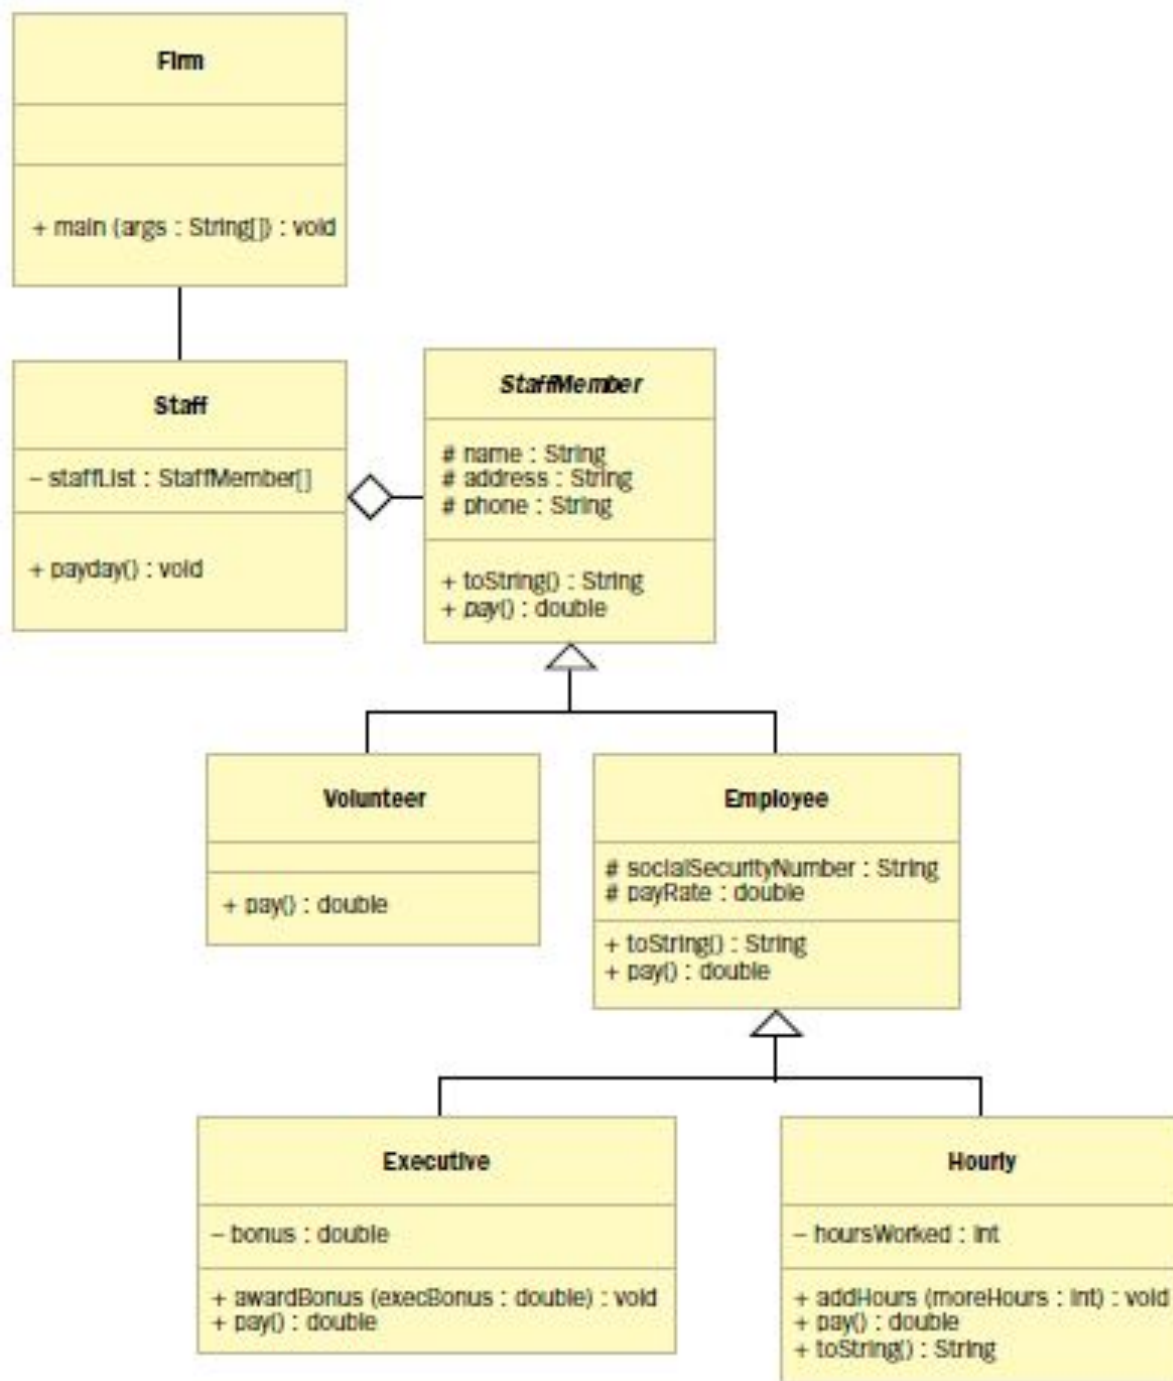 Firm
+ main (args : String[]) : void
Staff
– staffList : StaffMember[]
+ payday() : void
StaffMember
# name : String
# address : String
# phone : String
+ toString() : String
+ pay() : double
Volunteer
+ pay() : double
Employee
# socialSecurityNumber : String
# payRate : double
+ toString() : String
+ pay() : double
Executive
– bonus : double
+ awardBonus (execBonus : double) : void
+ pay() : double
Hourly
– hoursWorked : int
+ addHours (moreHours : int) : void
+ pay() : double
+ toString() : String